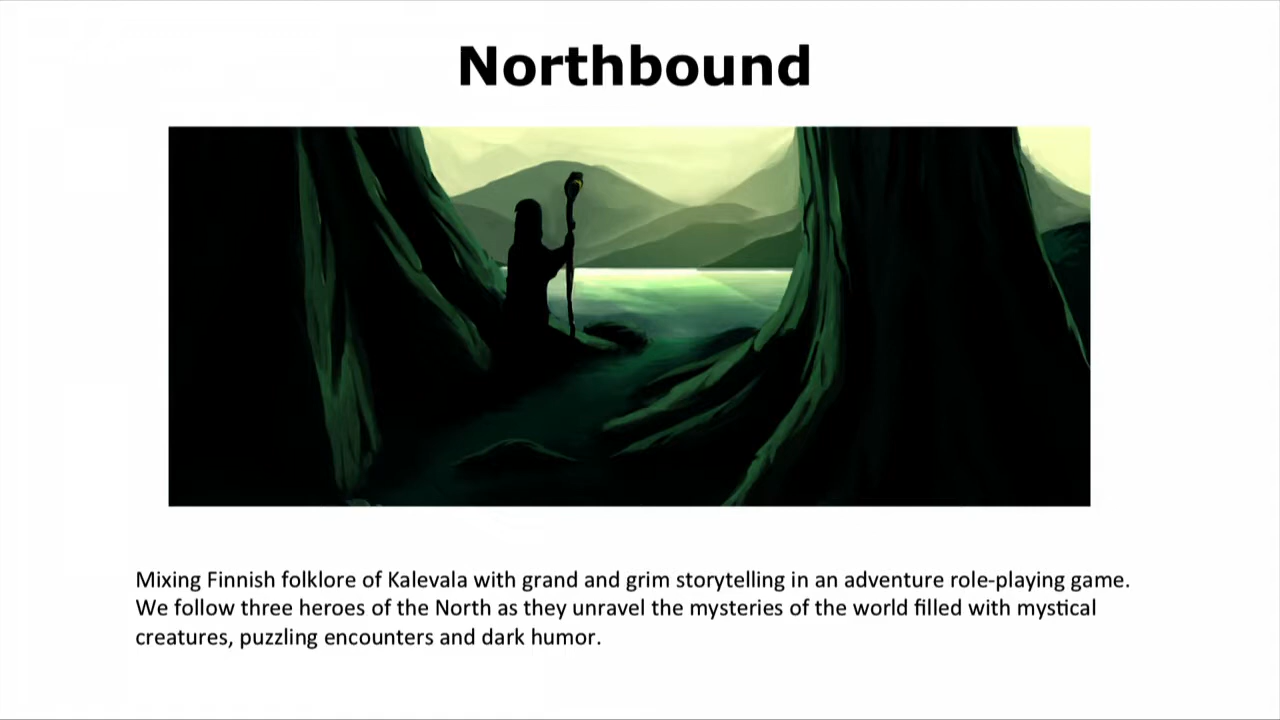 Northbound
Mixing Finnish folklore of Kalevala with grand and grim storytelling in an adventure role-playing game.
We follow three heroes of the North as they unravel the mysteries of the world filled with mystical
creatures, puzzling encounters and dark humor.